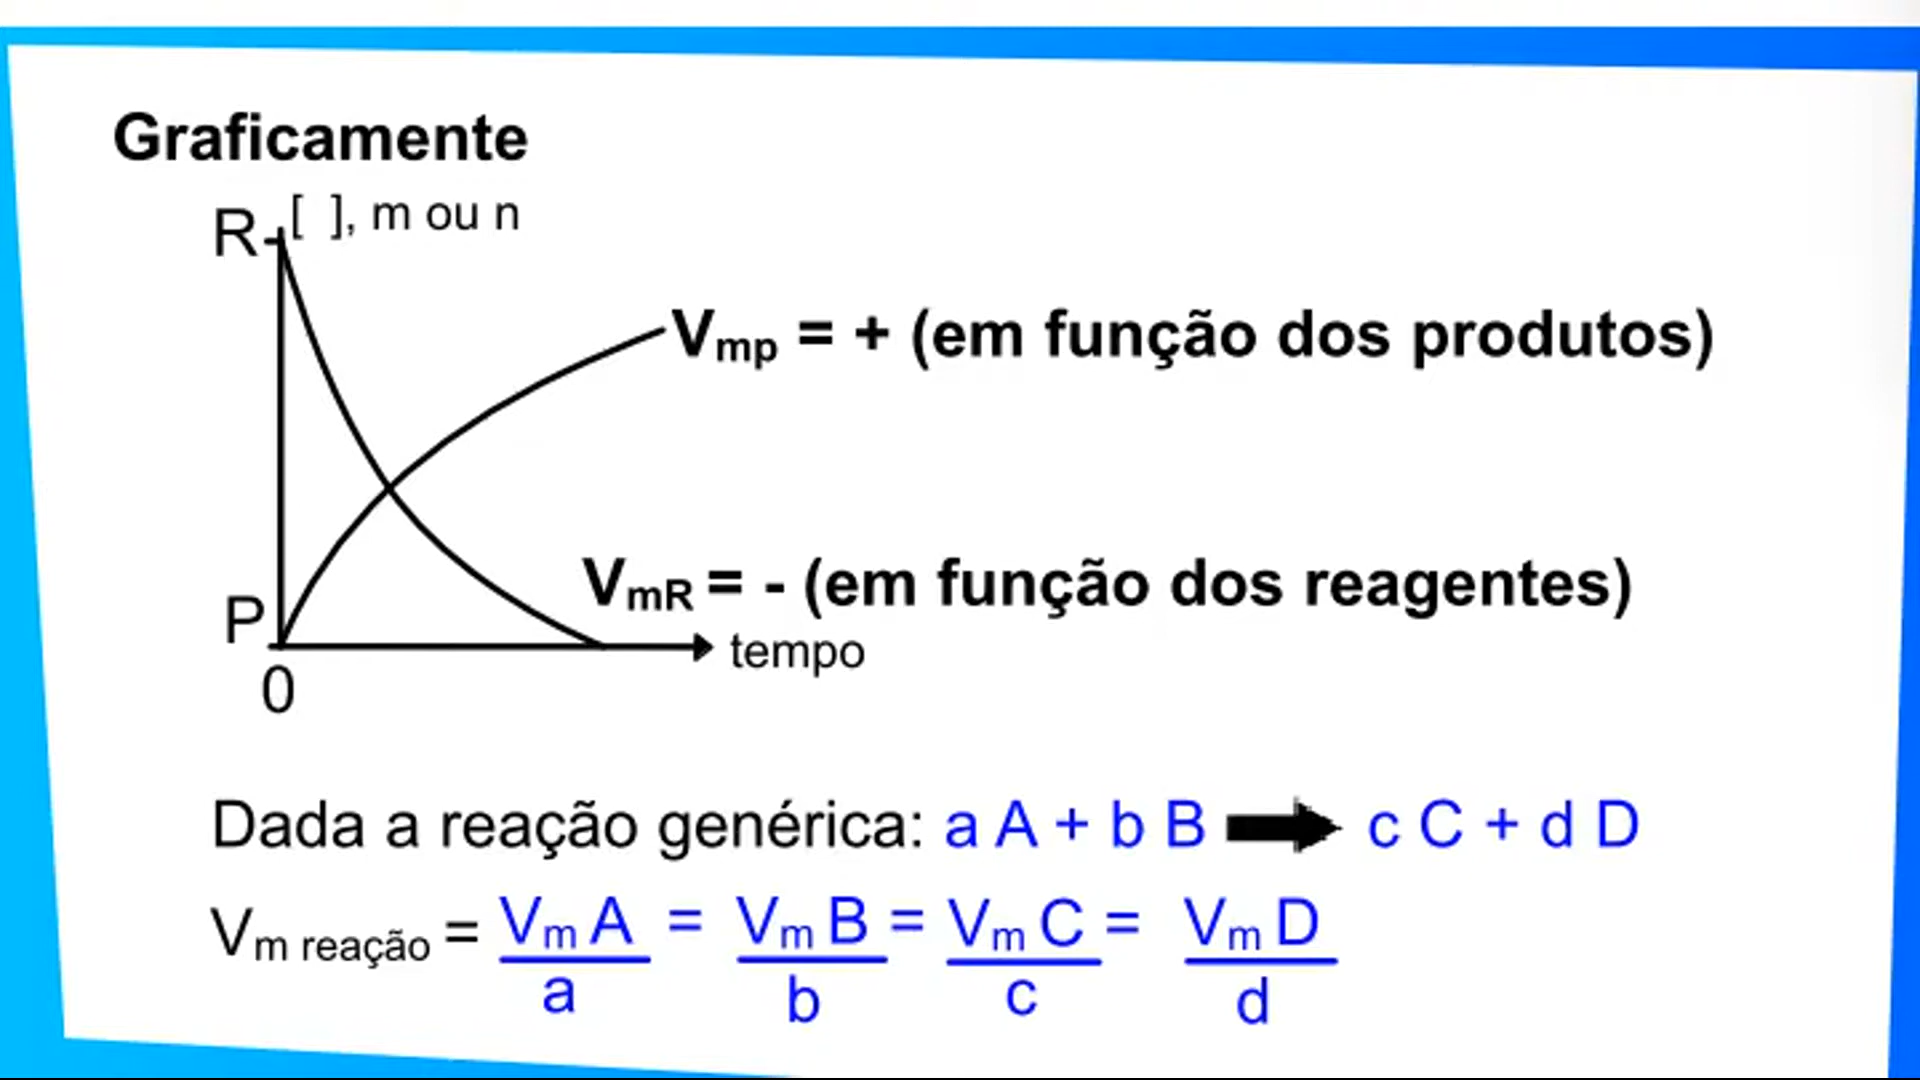 Graficamente
R [ ], m ou n
Vmp = + (em função dos produtos)
VmR = - (em função dos reagentes)
P
tempo
0
Dada a reação genérica: a A + b B ➡ c C + d D
Vm reação = Vm A = Vm B = Vm C = Vm D
a b c d